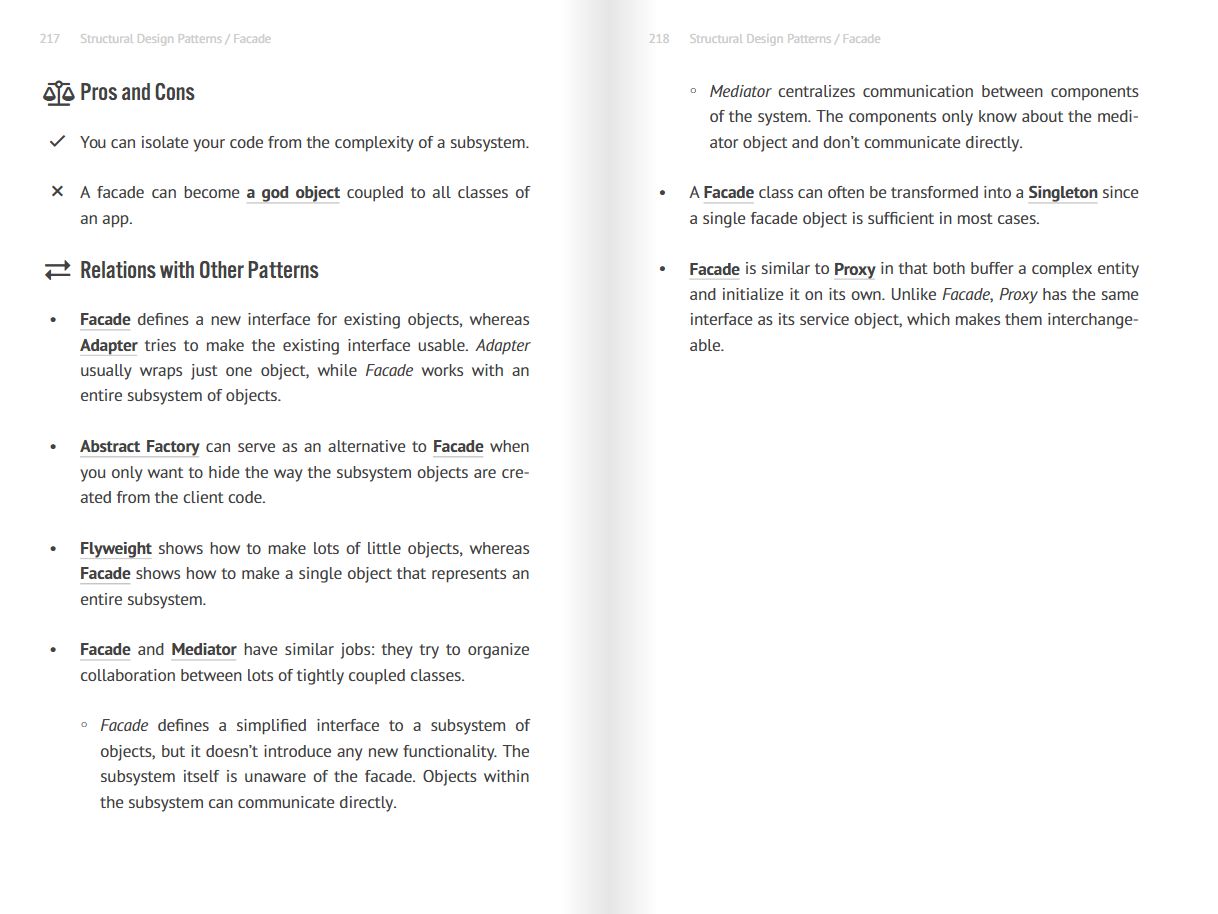 217 Structural Design Patterns / Facade
Pros and Cons
You can isolate your code from the complexity of a subsystem.
A facade can become a god object coupled to all classes of
an app.
Relations with Other Patterns
• Facade defines a new interface for existing objects, whereas
Adapter tries to make the existing interface usable. Adapter
usually wraps just one object, while Facade works with an
entire subsystem of objects.
• Abstract Factory can serve as an alternative to Facade when
you only want to hide the way the subsystem objects are cre-
ated from the client code.
• Flyweight shows how to make lots of little objects, whereas
Facade shows how to make a single object that represents an
entire subsystem.
• Facade and Mediator have similar jobs: they try to organize
collaboration between lots of tightly coupled classes.
◦ Facade defines a simplified interface to a subsystem of
objects, but it doesn’t introduce any new functionality. The
subsystem itself is unaware of the facade. Objects within
the subsystem can communicate directly.
218 Structural Design Patterns / Facade
◦ Mediator centralizes communication between components
of the system. The components only know about the medi-
ator object and don’t communicate directly.
• A Facade class can often be transformed into a Singleton since
a single facade object is sufficient in most cases.
• Facade is similar to Proxy in that both buffer a complex entity
and initialize it on its own. Unlike Facade, Proxy has the same
interface as its service object, which makes them interchange-
able.